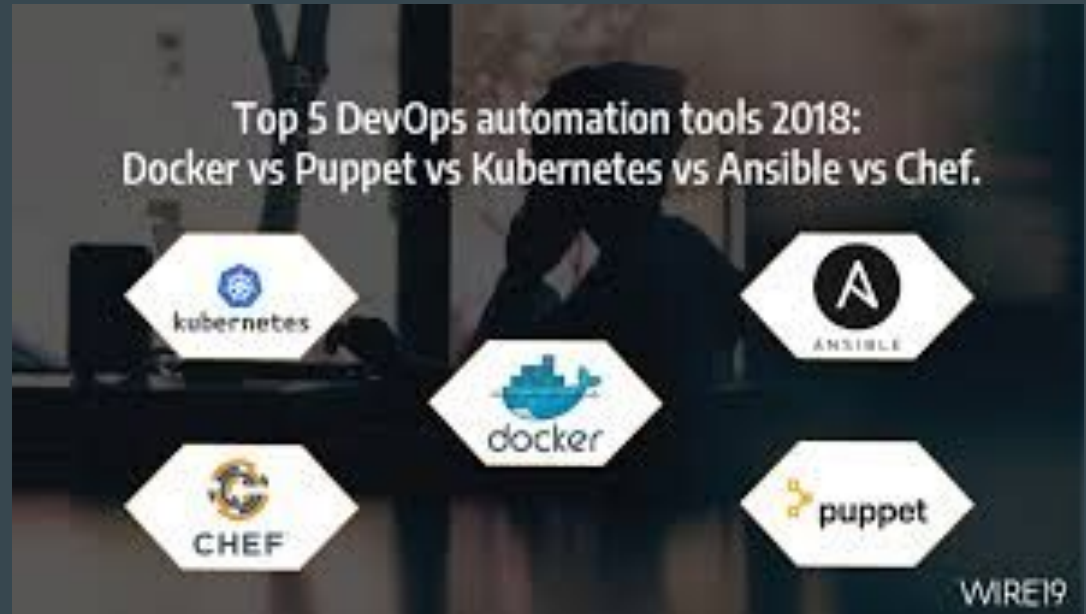 Top 5 DevOps automation tools 2018:
Docker vs Puppet vs Kubernetes vs Ansible vs Chef.
kubernetes
ANSIBLE
docker
CHEF
puppet
WIRE19